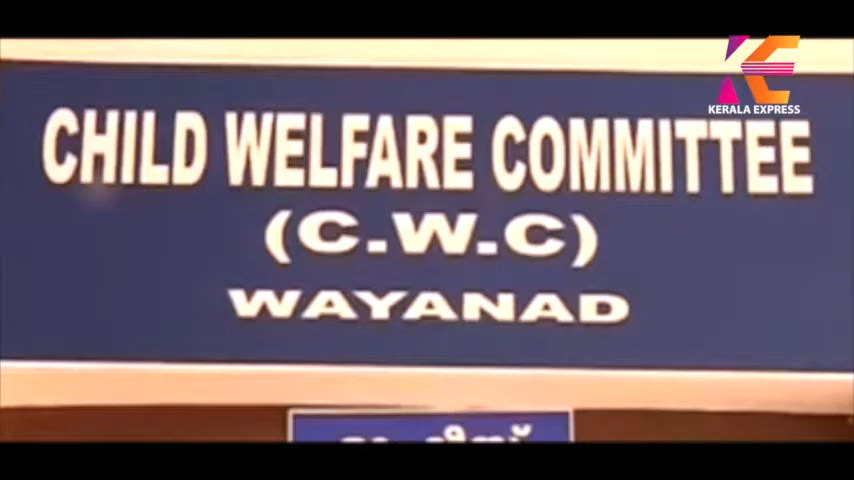 KERALA EXPRESS
CHILD WELFARE COMMITTEE
(C.W.C)
WAYANAD